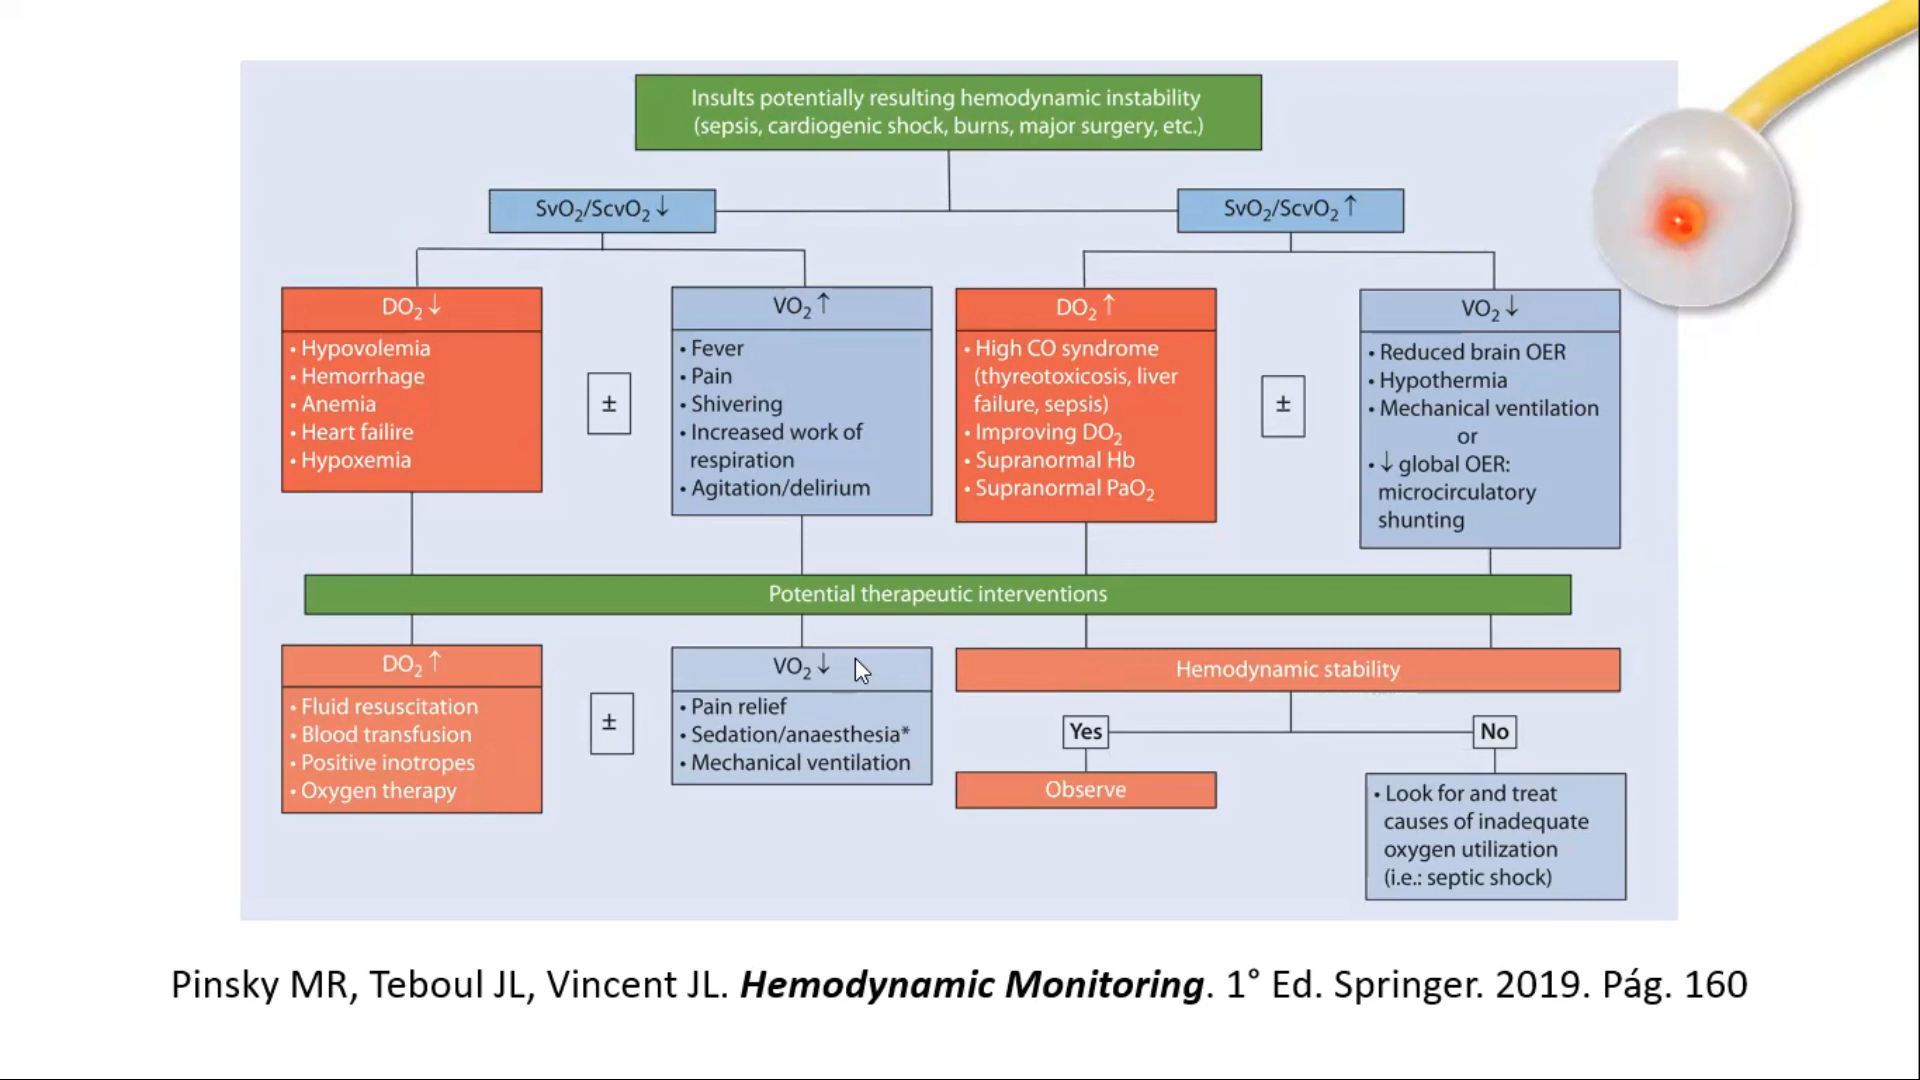 Insults potentially resulting hemodynamic instability
(sepsis, cardiogenic shock, burns, major surgery, etc.)
SvO₂/ScvO₂ ↓
SvO₂/ScvO₂ ↑
DO₂ ↓
• Hypovolemia
• Hemorrhage
• Anemia
• Heart failire
• Hypoxemia
±
VO₂ ↑
• Fever
• Pain
• Shivering
• Increased work of
respiration
• Agitation/delirium
DO₂ ↑
• High CO syndrome
(thyreotoxicosis, liver
failure, sepsis)
• Improving DO₂
• Supranormal Hb
• Supranormal PaO₂
±
VO₂ ↓
• Reduced brain OER
• Hypothermia
• Mechanical ventilation
or
• ↓ global OER:
microcirculatory
shunting
Potential therapeutic interventions
DO₂ ↑
• Fluid resuscitation
• Blood transfusion
• Positive inotropes
• Oxygen therapy
±
VO₂ ↓
• Pain relief
• Sedation/anaesthesia*
• Mechanical ventilation
Hemodynamic stability
Yes
No
Observe
• Look for and treat
causes of inadequate
oxygen utilization
(i.e.: septic shock)
Pinsky MR, Teboul JL, Vincent JL. Hemodynamic Monitoring. 1° Ed. Springer. 2019. Pág. 160